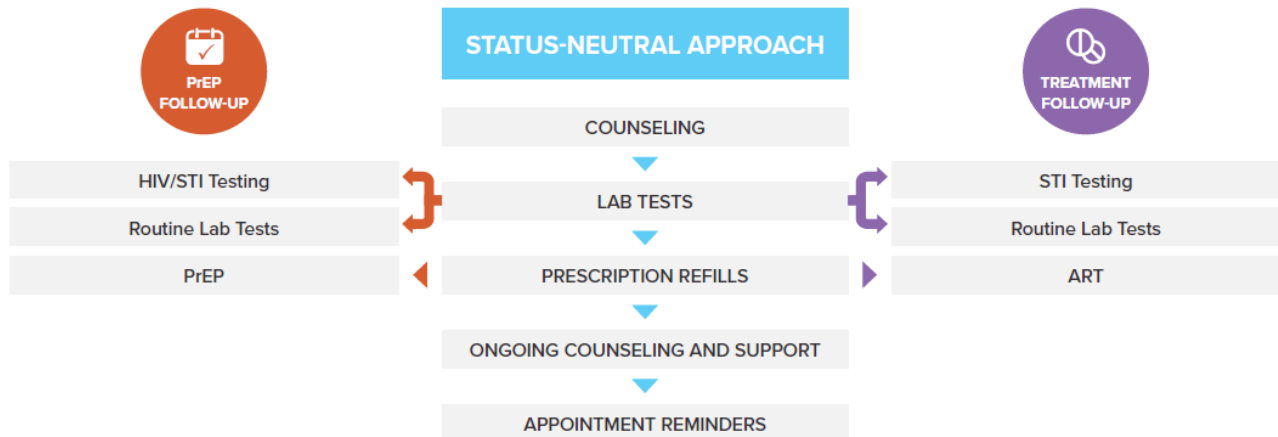 PrEP
FOLLOW-UP
STATUS-NEUTRAL APPROACH
TREATMENT
FOLLOW-UP
COUNSELING
HIV/STI Testing
LAB TESTS
STI Testing
Routine Lab Tests
Routine Lab Tests
PrEP
PRESCRIPTION REFILLS
ART
ONGOING COUNSELING AND SUPPORT
APPOINTMENT REMINDERS